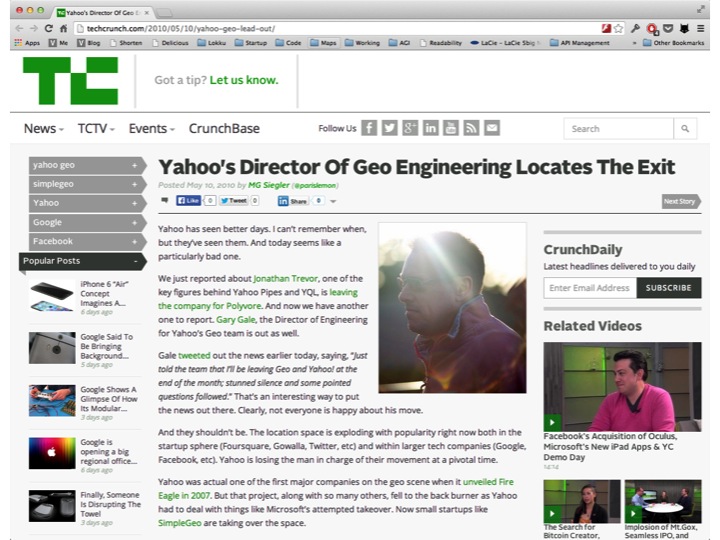 Yahoo's Director Of Geo E
techcrunch.com/2010/05/10/yahoo-geo-lead-out/
Apps Me Blog Shorten Delicious Lokku Startup Code Maps Working AGI Readability LaCie - LaCie 5big API Management » Other Bookmarks
TC
Got a tip? Let us know.
News TCTV Events CrunchBase
Follow Us
Search
yahoo geo +
simplegeo +
Yahoo +
Google +
Facebook +
Popular Posts -
iPhone 6 "Air"
Concept
Imagines A...
6 days ago
Google Said To
Be Bringing
Background...
5 days ago
Google Shows A
Glimpse Of How
Its Modular...
3 days ago
Google is
opening a big
regional office...
6 days ago
Finally, Someone
Is Disrupting The
Towel
3 days ago
Yahoo's Director Of Geo Engineering Locates The Exit
Posted May 10, 2010 by MG Siegler (@parislemon)
Like 0 Tweet 0 Share 0
Next Story
Yahoo has seen better days. I can't remember when,
but they've seen them. And today seems like a
particularly bad one.
We just reported about Jonathan Trevor, one of the
key figures behind Yahoo Pipes and YQL, is leaving
the company for Polyvore. And now we have another
one to report. Gary Gale, the Director of Engineering
for Yahoo's Geo team is out as well.
Gale tweeted out the news earlier today, saying, "Just
told the team that I'll be leaving Geo and Yahoo! at the
end of the month; stunned silence and some pointed
questions followed." That's an interesting way to put
the news out there. Clearly, not everyone is happy about his move.
And they shouldn't be. The location space is exploding with popularity right now both in the
startup sphere (Foursquare, Gowalla, Twitter, etc) and within larger tech companies (Google,
Facebook, etc). Yahoo is losing the man in charge of their movement at a pivotal time.
Yahoo was actual one of the first major companies on the geo scene when it unveiled Fire
Eagle in 2007. But that project, along with so many others, fell to the back burner as Yahoo
had to deal with things like Microsoft's attempted takeover. Now small startups like
SimpleGeo are taking over the space.
CrunchDaily
Latest headlines delivered to you daily
Enter Email Address SUBSCRIBE
Related Videos
Facebook's Acquisition of Oculus,
Microsoft's New iPad Apps & YC
Demo Day
14:14
The Search for
Bitcoin Creator,
Implosion of Mt.Gox,
Seamless IPO, and